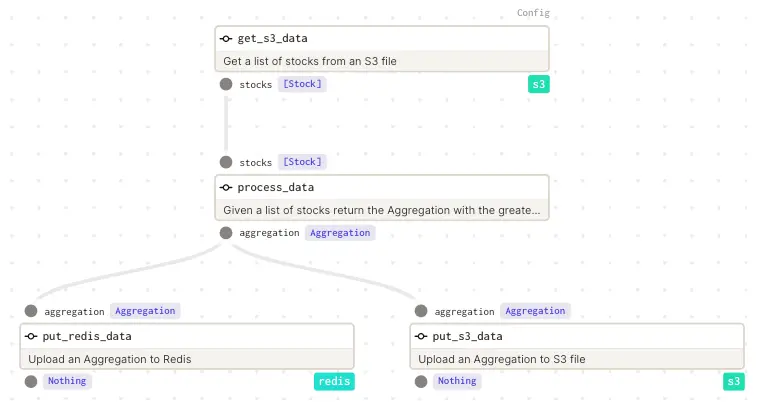 Config
get_s3_data
Get a list of stocks from an S3 file
stocks [Stock] s3
stocks [Stock]
process_data
Given a list of stocks return the Aggregation with the greate...
aggregation Aggregation
aggregation Aggregation
put_redis_data
Upload an Aggregation to Redis
Nothing redis
aggregation Aggregation
put_s3_data
Upload an Aggregation to S3 file
Nothing s3